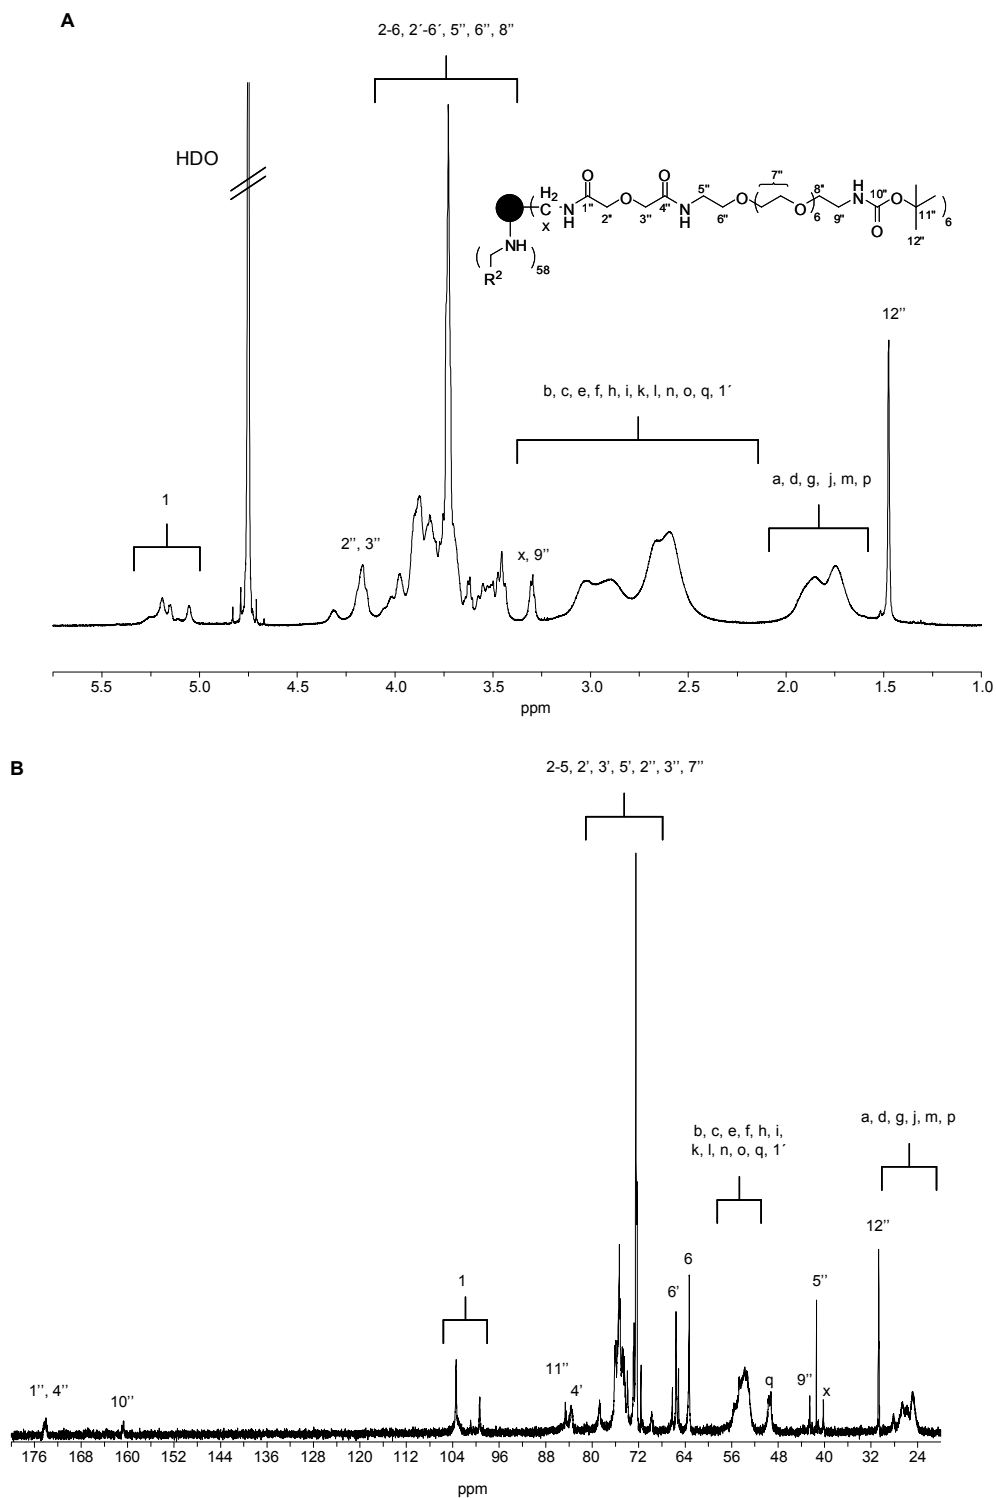 A
2-6, 2´-6´, 5’’, 6’’, 8’’
HDO
H2
C
x
NH
O
1"
2"
O
3"
O
4"
N
H
5"
6"
O
7"
O
6
8"
9"
H
N
10"
O
O
11"
12"
6
NH
R2
58
12’’
b, c, e, f, h, i, k, l, n, o, q, 1´
a, d, g, j, m, p
1
2’’, 3’’
x, 9’’
5.5 5.0 4.5 4.0 3.5 3.0 2.5 2.0 1.5 1.0
ppm
B
2-5, 2’, 3’, 5’, 2’’, 3’’, 7’’
b, c, e, f, h, i,
k, l, n, o, q, 1´
a, d, g, j, m, p
12’’
1
6
6’
5’’
1’’, 4’’
10’’
11’’
4’
q
9’’
x
176 168 160 152 144 136 128 120 112 104 96 88 80 72 64 56 48 40 32 24
ppm